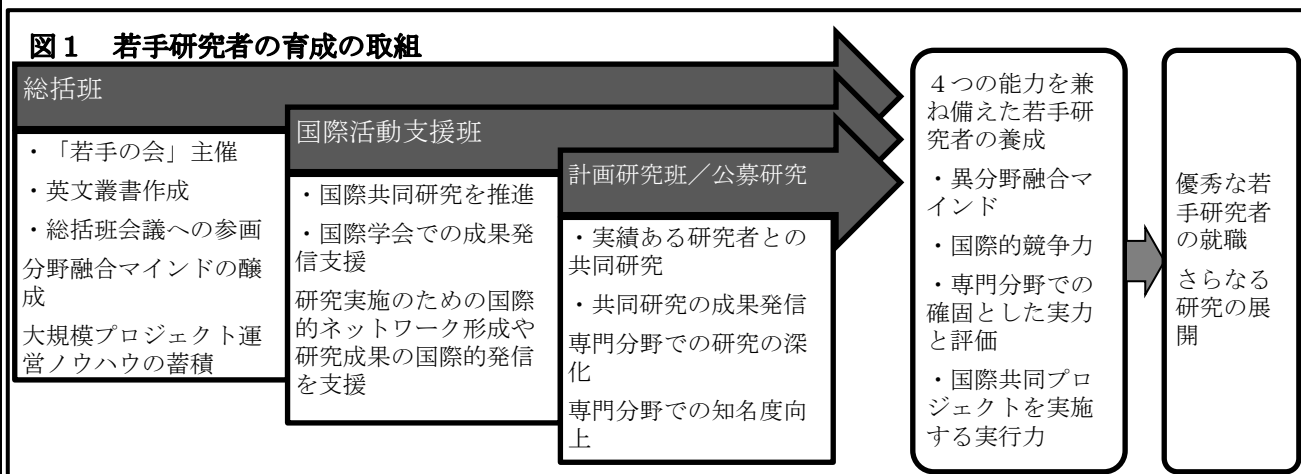 図1 若手研究者の育成の取組
総括班
・「若手の会」主催
・英文叢書作成
・総括班会議への参画
分野融合マインドの醸
成
大規模プロジェクト運
営ノウハウの蓄積
国際活動支援班
・国際共同研究を推進
・国際学会での成果発
信支援
研究実施のための国際
的ネットワーク形成や
研究成果の国際的発信
を支援
計画研究班／公募研究
・実績ある研究者との
共同研究
・共同研究の成果発信
専門分野での研究の深
化
専門分野での知名度向
上
４つの能力を兼
ね備えた若手研
究者の養成
・異分野融合マ
インド
・国際的競争力
・専門分野での
確固とした実力
と評価
・国際共同プロ
ジェクトを実施
する実行力
優秀な若
手研究者
の就職
さらなる
研究の展
開